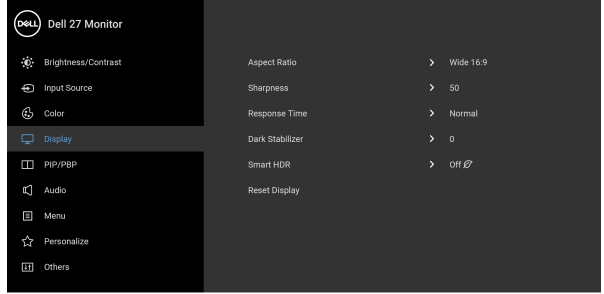 DELL Dell 27 Monitor
Brightness/Contrast
Input Source
Color
Display
PIP/PBP
Audio
Menu
Personalize
Others
Aspect Ratio > Wide 16:9
Sharpness > 50
Response Time > Normal
Dark Stabilizer > 0
Smart HDR > Off
Reset Display